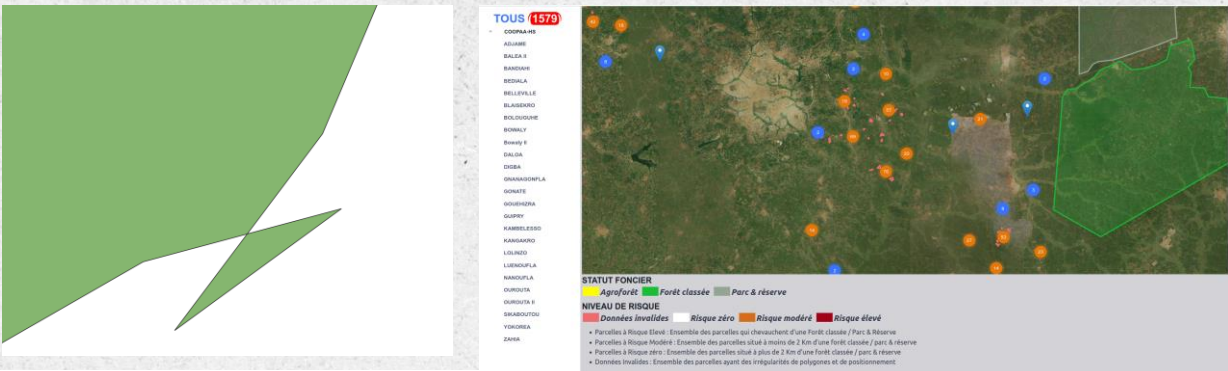 TOUS 1579
- COOPAA-HS
ADJAME
BALZA II
BANDIAHI
BEDIALA
BELLEVILLE
BLAISEKRO
BOLOUGUHE
BOWALY
Bowaly II
DALOA
DIGBA
GNANAGONFLA
GONATE
GOUEHIZRA
GUIPRY
KAMBELESSO
KANGAKRO
LOLINZO
LUENOUFLA
NANOUFLA
OUROUTA
OUROUTA II
SIKABOUTOU
YOKOREA
ZAHIA
STATUT FONCIER
Agroforêt Forêt classée Parc & réserve
NIVEAU DE RISQUE
Données invalides Risque zéro Risque modéré Risque élevé
• Parcelles à Risque Elevé : Ensemble des parcelles qui chevauchent d'une Forêt classée / Parc & Réserve
• Parcelles à Risque Modéré : Ensemble des parcelles situé à moins de 2 Km d'une forêt classée / parc & réserve
• Parcelles à Risque zéro : Ensemble des parcelles situé à plus de 2 Km d'une forêt classée / parc & réserve
• Données Invalides : Ensemble des parcelles ayant des irrégularités de polygones et de positionnement